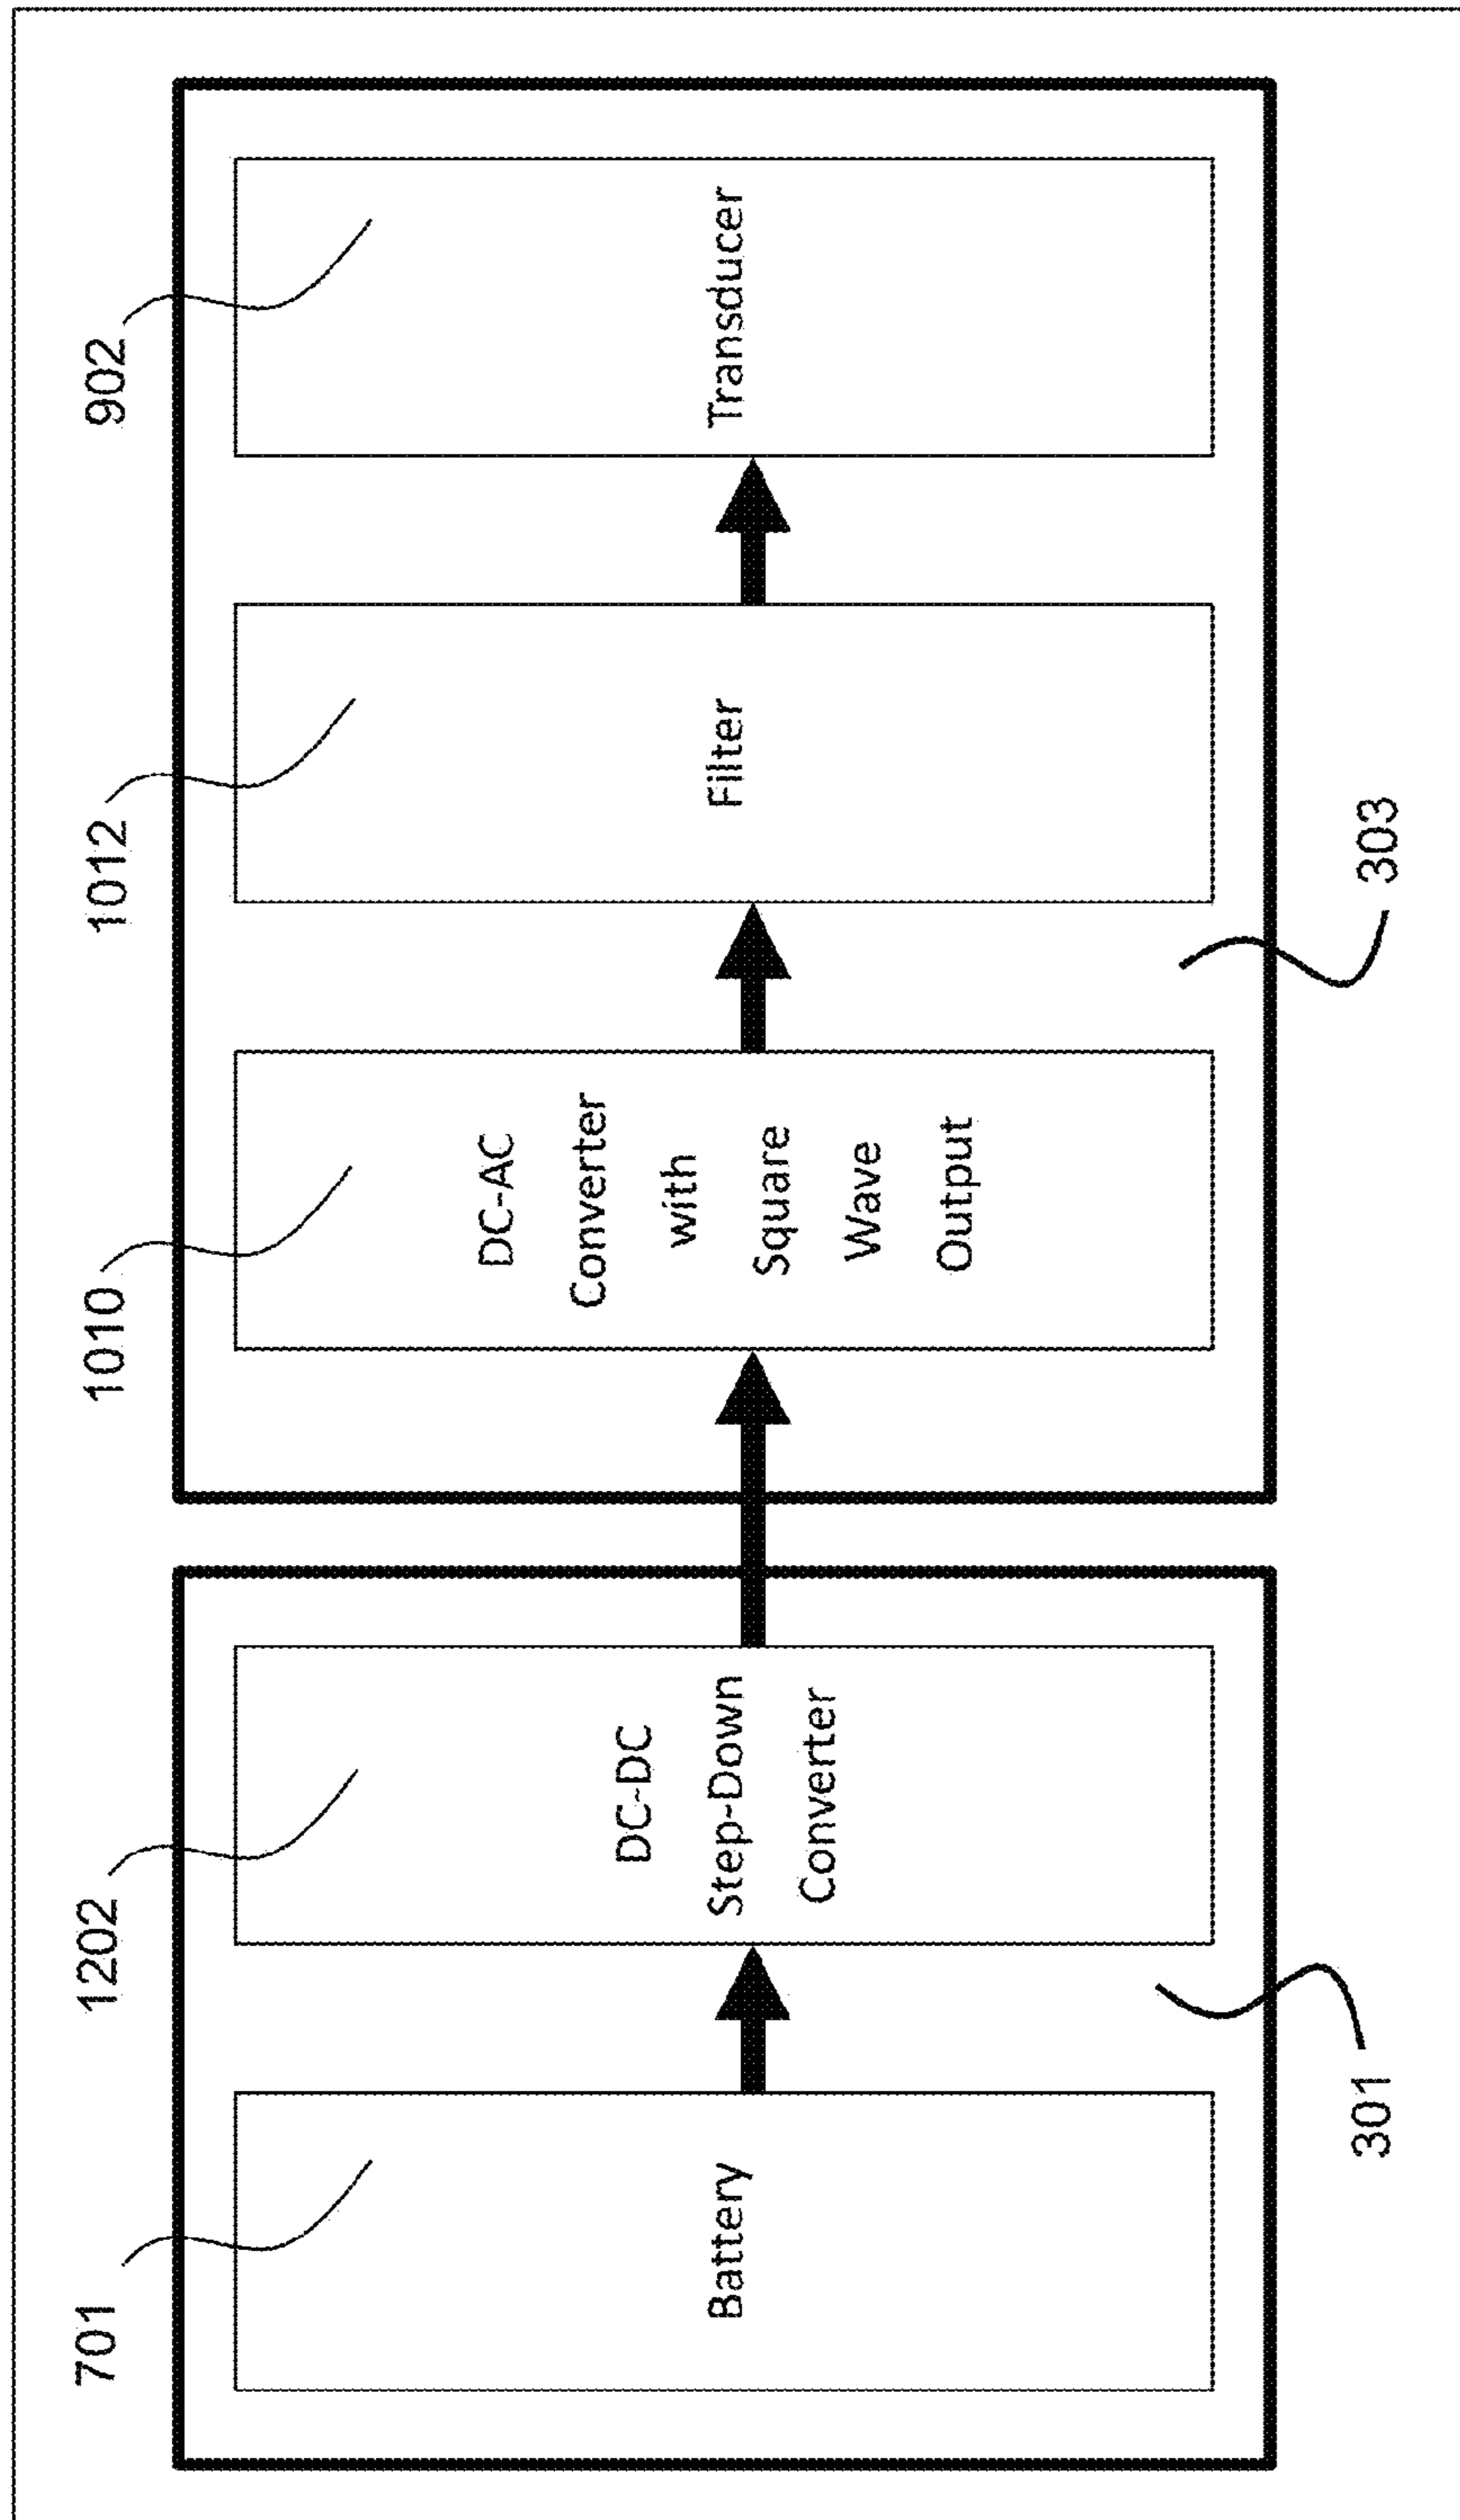 701
1202
1010
1012
902
Battery
DC-DC
Step-Down
Converter
DC-AC
Converter
with
Square
Wave
Output
Filter
Transducer
301
303